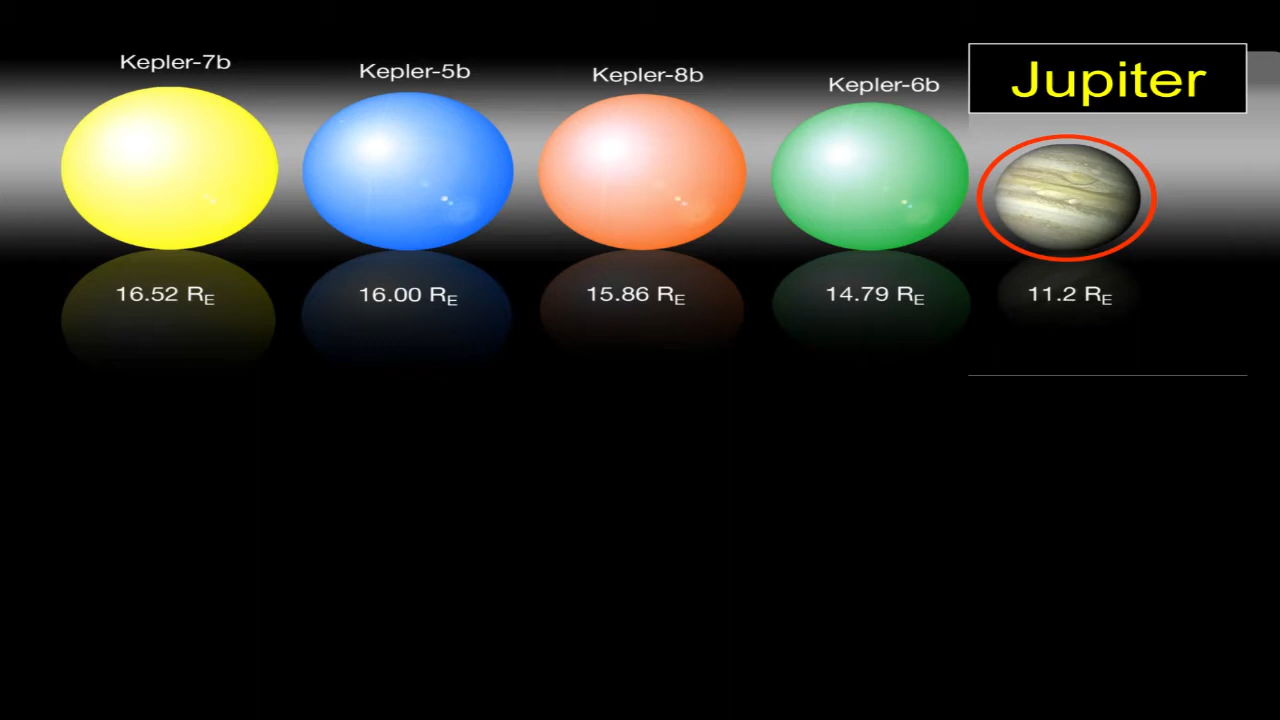 Kepler-7b
Kepler-5b
Kepler-8b
Kepler-6b
Jupiter
16.52 RE
16.00 RE
15.86 RE
14.79 RE
11.2 RE